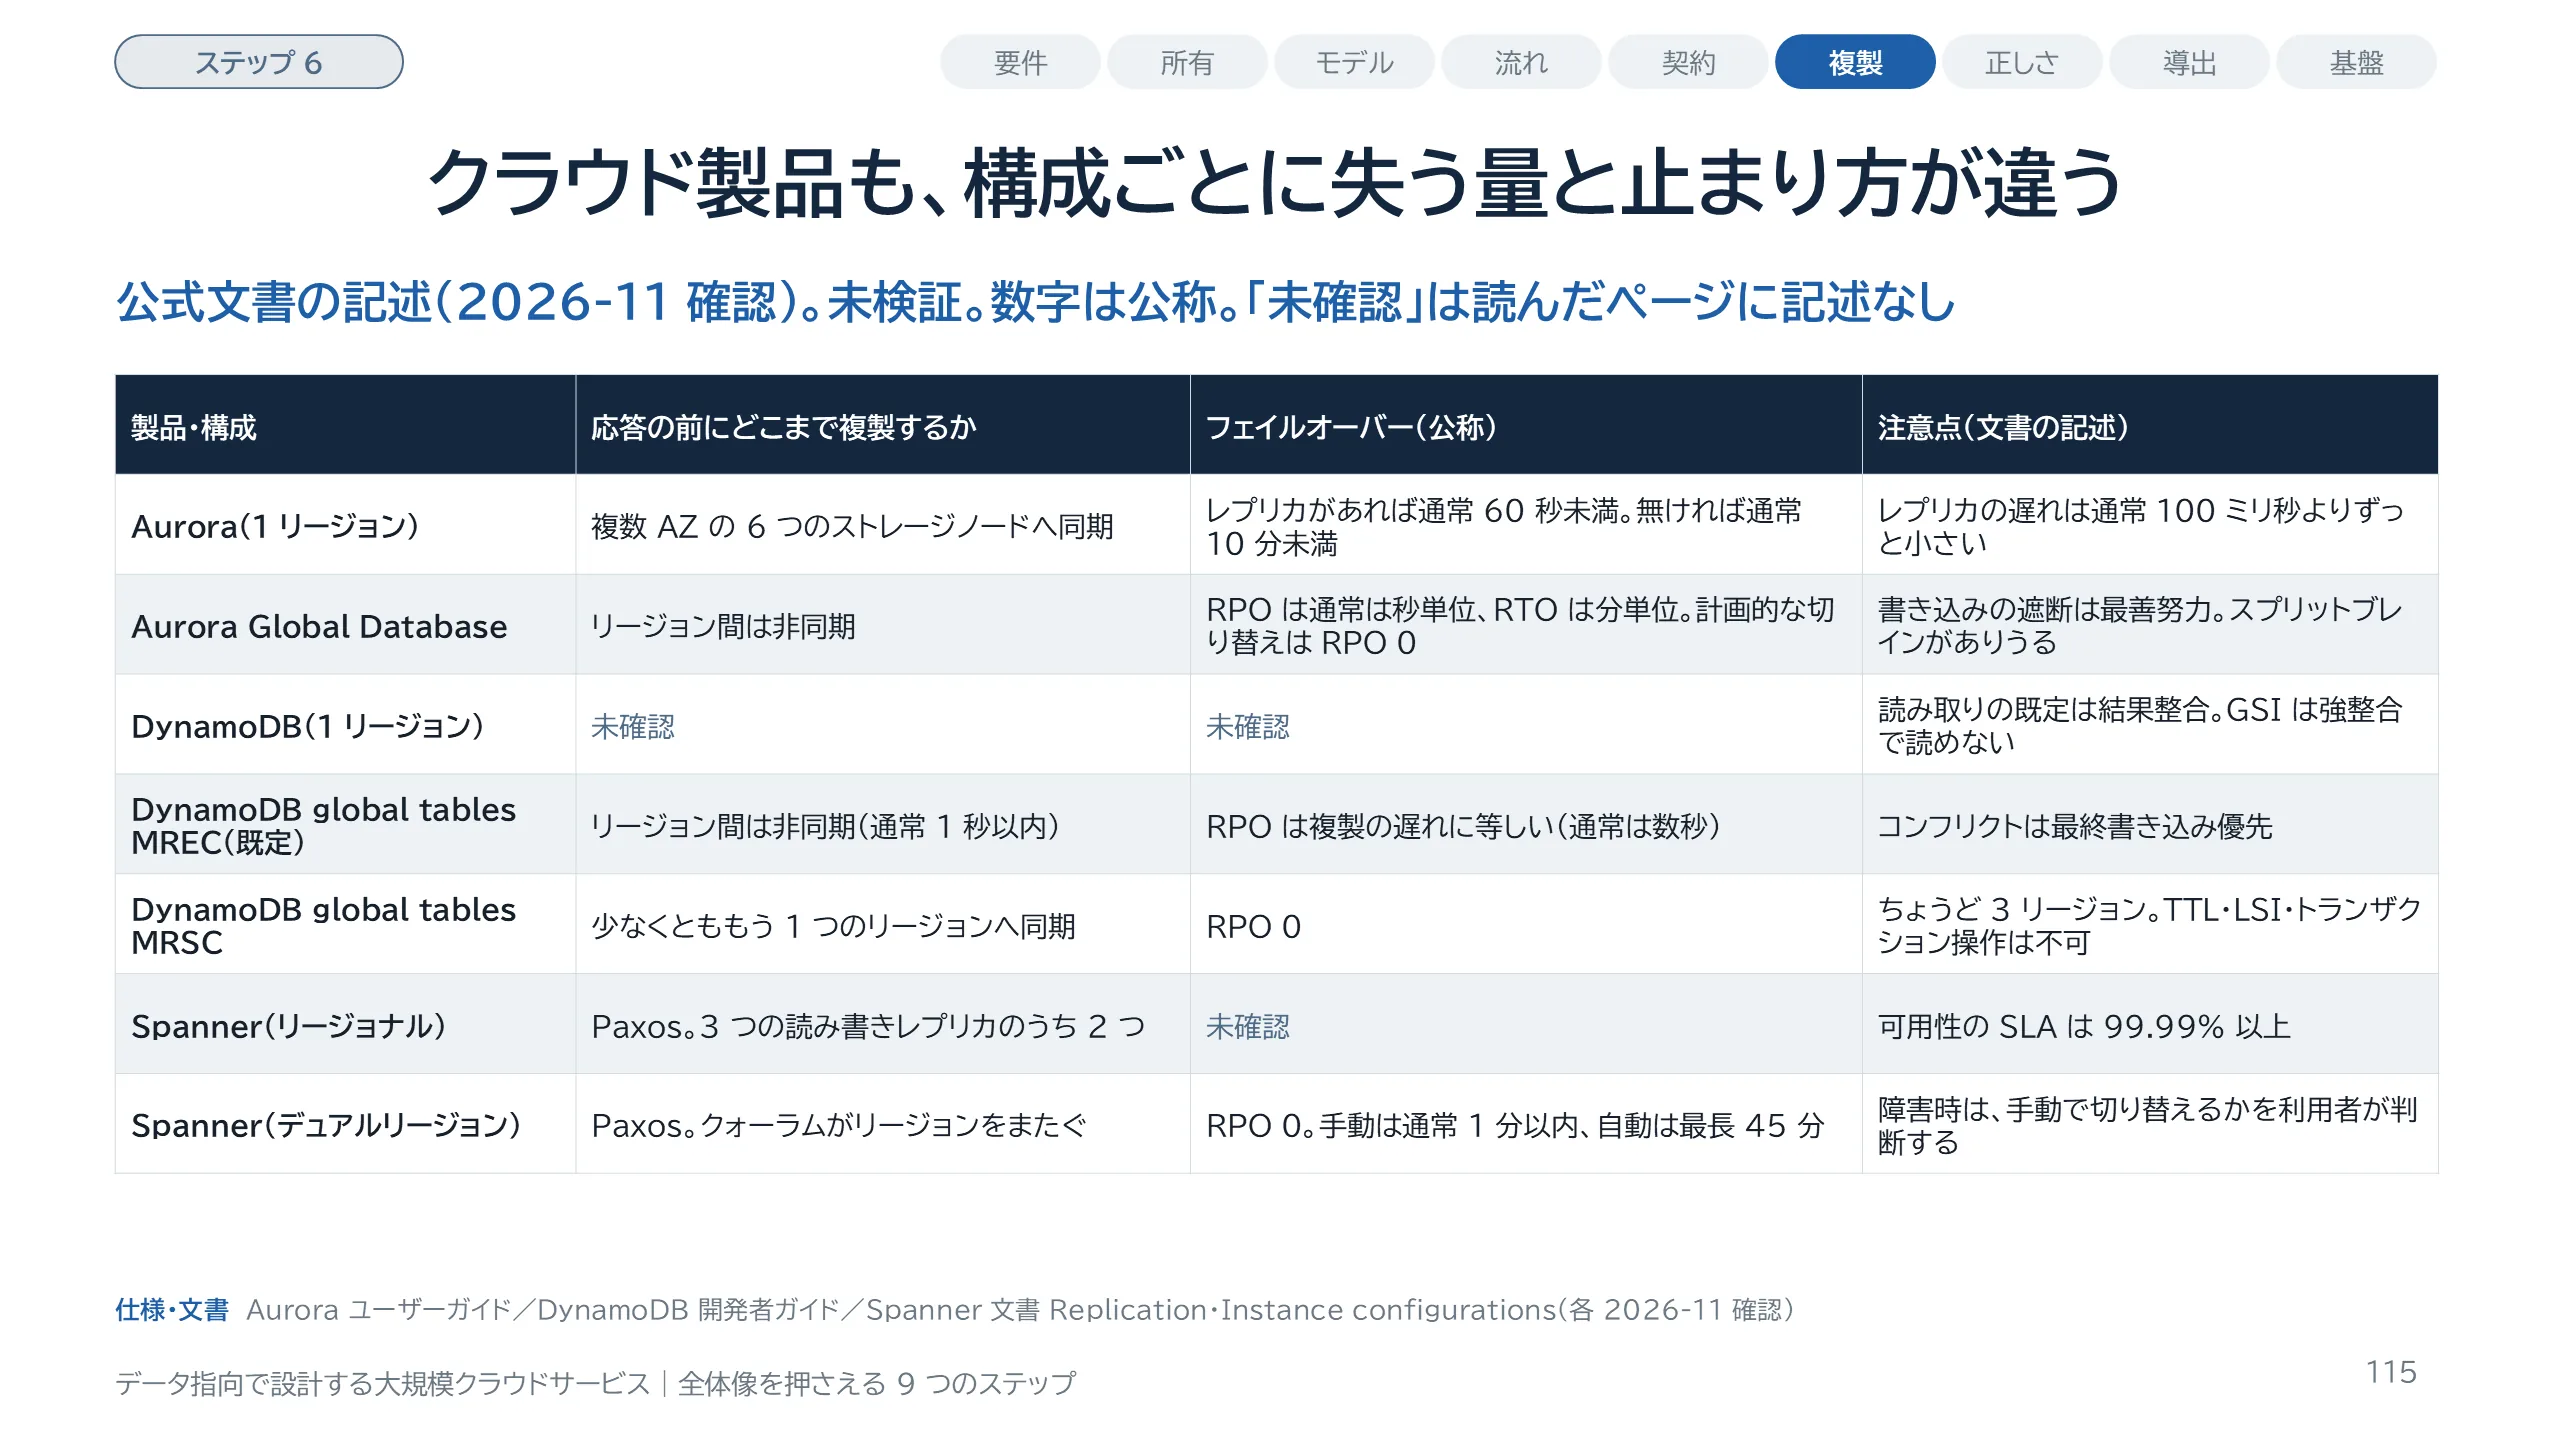 ステップ 6
要件
所有
モデル
流れ
契約
複製
正しさ
導出
基盤
クラウド製品も、構成ごとに失う量と止まり方が違う
公式文書の記述(2026-11 確認)。未検証。数字は公称。「未確認」は読んだページに記述なし
製品・構成
応答の前にどこまで複製するか
フェイルオーバー(公称)
注意点(文書の記述)
Aurora(1 リージョン)
複数 AZ の 6 つのストレージノードへ同期
レプリカがあれば通常 60 秒未満。無ければ通常
10 分未満
レプリカの遅れは通常 100 ミリ秒よりずっ
と小さい
Aurora Global Database
リージョン間は非同期
RPO は通常は秒単位、RTO は分単位。計画的な切
り替えは RPO 0
書き込みの遮断は最善努力。スプリットブレ
インがありうる
DynamoDB(1 リージョン)
未確認
未確認
読み取りの既定は結果整合。GSI は強整合
で読めない
DynamoDB global tables
MREC(既定)
リージョン間は非同期(通常 1 秒以内)
RPO は複製の遅れに等しい(通常は数秒)
コンフリクトは最終書き込み優先
DynamoDB global tables
MRSC
少なくとももう 1 つのリージョンへ同期
RPO 0
ちょうど 3 リージョン。TTL・LSI・トランザク
ション操作は不可
Spanner(リージョナル)
Paxos。3 つの読み書きレプリカのうち 2 つ
未確認
可用性の SLA は 99.99% 以上
Spanner(デュアルリージョン)
Paxos。クォーラムがリージョンをまたぐ
RPO 0。手動は通常 1 分以内、自動は最長 45 分
障害時は、手動で切り替えるかを利用者が判
断する
仕様・文書 Aurora ユーザーガイド／DynamoDB 開発者ガイド／Spanner 文書 Replication・Instance configurations(各 2026-11 確認)
データ指向で設計する大規模クラウドサービス｜全体像を押さえる 9 つのステップ
115